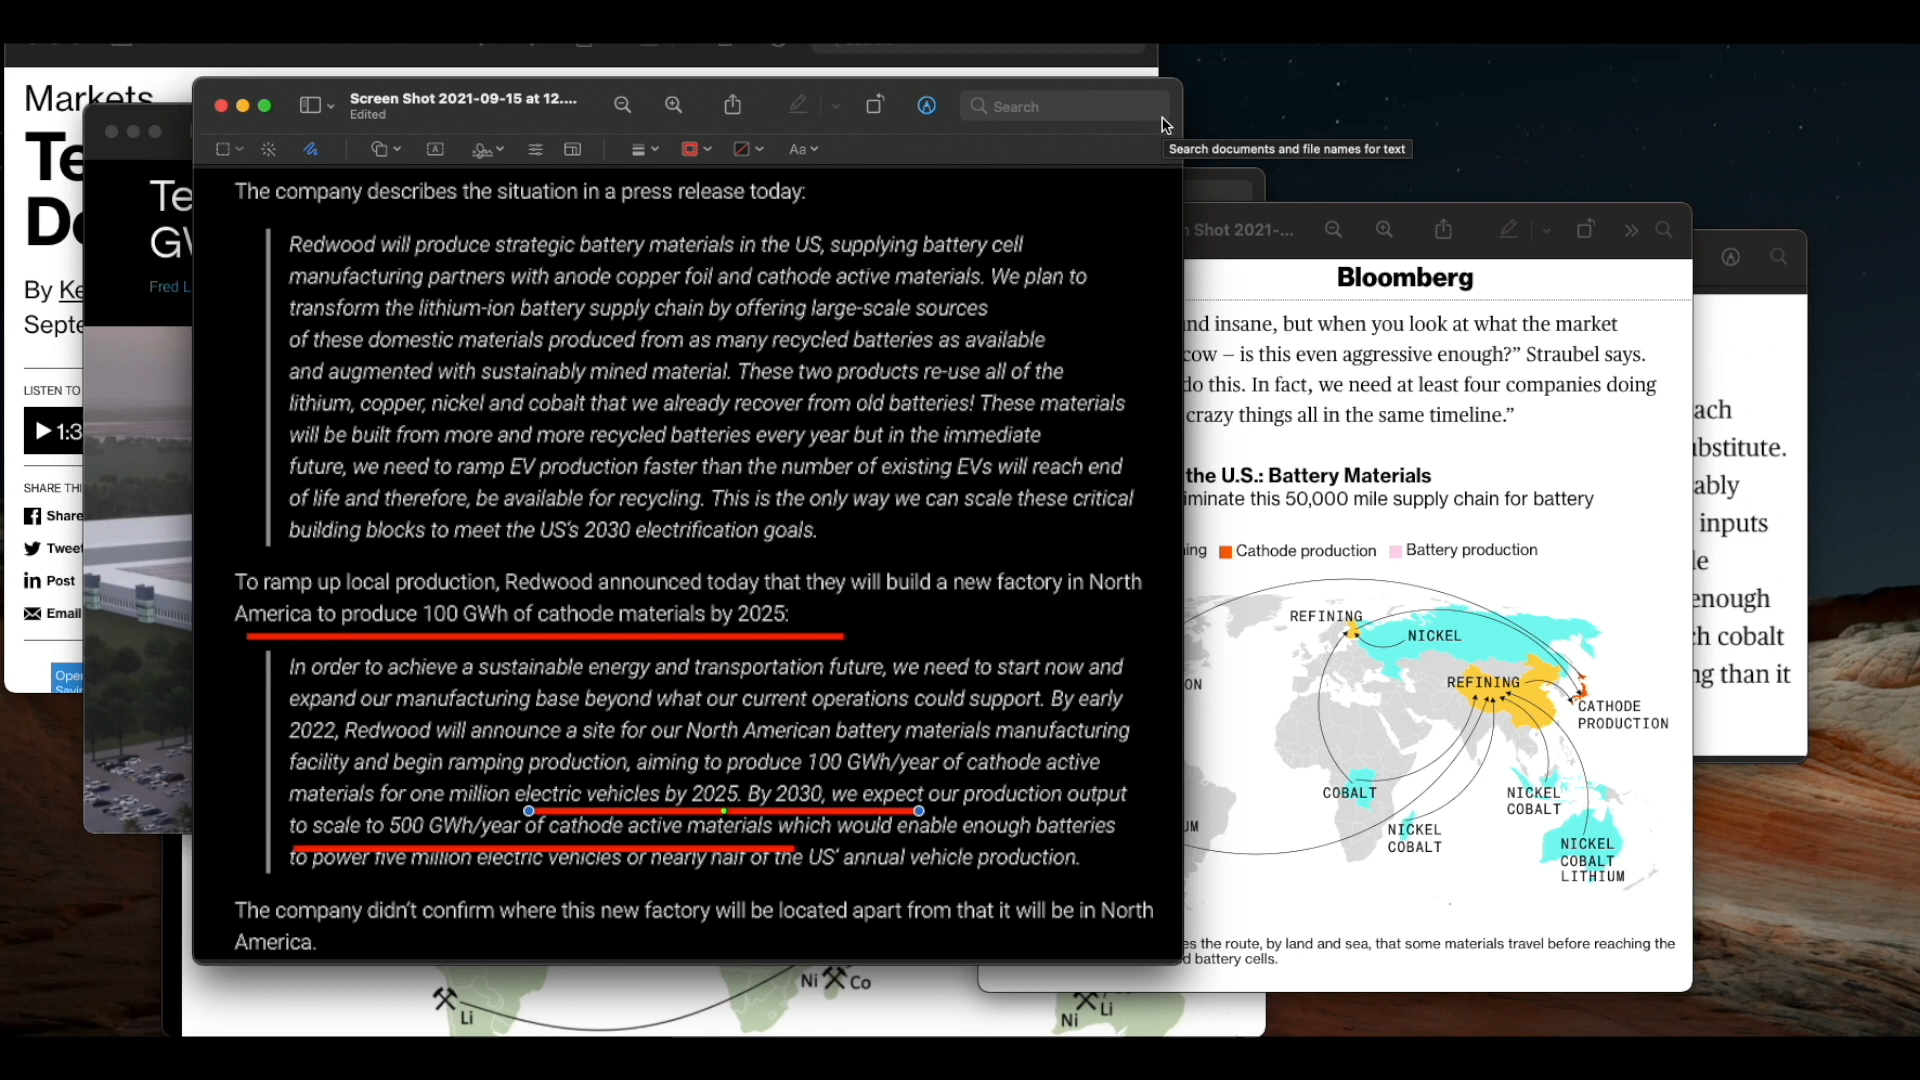 Markets
Te
Do
By Ke
Septe
LISTEN TO
1:3
SHARE THI
Share
Tweet
Post
Email
Open
Te
GW
Fred L
Screen Shot 2021-09-15 at 12....
Edited
Search
Aa
Search documents and file names for text
The company describes the situation in a press release today:
Redwood will produce strategic battery materials in the US, supplying battery cell
manufacturing partners with anode copper foil and cathode active materials. We plan to
transform the lithium-ion battery supply chain by offering large-scale sources
of these domestic materials produced from as many recycled batteries as available
and augmented with sustainably mined material. These two products re-use all of the
lithium, copper, nickel and cobalt that we already recover from old batteries! These materials
will be built from more and more recycled batteries every year but in the immediate
future, we need to ramp EV production faster than the number of existing EVs will reach end
of life and therefore, be available for recycling. This is the only way we can scale these critical
building blocks to meet the US's 2030 electrification goals.
To ramp up local production, Redwood announced today that they will build a new factory in North
America to produce 100 GWh of cathode materials by 2025:
In order to achieve a sustainable energy and transportation future, we need to start now and
expand our manufacturing base beyond what our current operations could support. By early
2022, Redwood will announce a site for our North American battery materials manufacturing
facility and begin ramping production, aiming to produce 100 GWh/year of cathode active
materials for one million electric vehicles by 2025. By 2030, we expect our production output
to scale to 500 GWh/year of cathode active materials which would enable enough batteries
to power five million electric vehicles or nearly half of the US' annual vehicle production.
The company didn't confirm where this new factory will be located apart from that it will be in North
America.
n Shot 2021-...
Bloomberg
nd insane, but when you look at what the market
cow – is this even aggressive enough?” Straubel says.
do this. In fact, we need at least four companies doing
crazy things all in the same timeline.”
the U.S.: Battery Materials
iminate this 50,000 mile supply chain for battery
ing Cathode production Battery production
REFINING
NICKEL
ON
REFINING
CATHODE
PRODUCTION
COBALT
NICKEL
COBALT
UM
NICKEL
COBALT
NICKEL
COBALT
LITHIUM
es the route, by land and sea, that some materials travel before reaching the
d battery cells.
ach
ubstitute.
ably
inputs
le
enough
ch cobalt
ng than it
Li
Ni Co
Ni Li